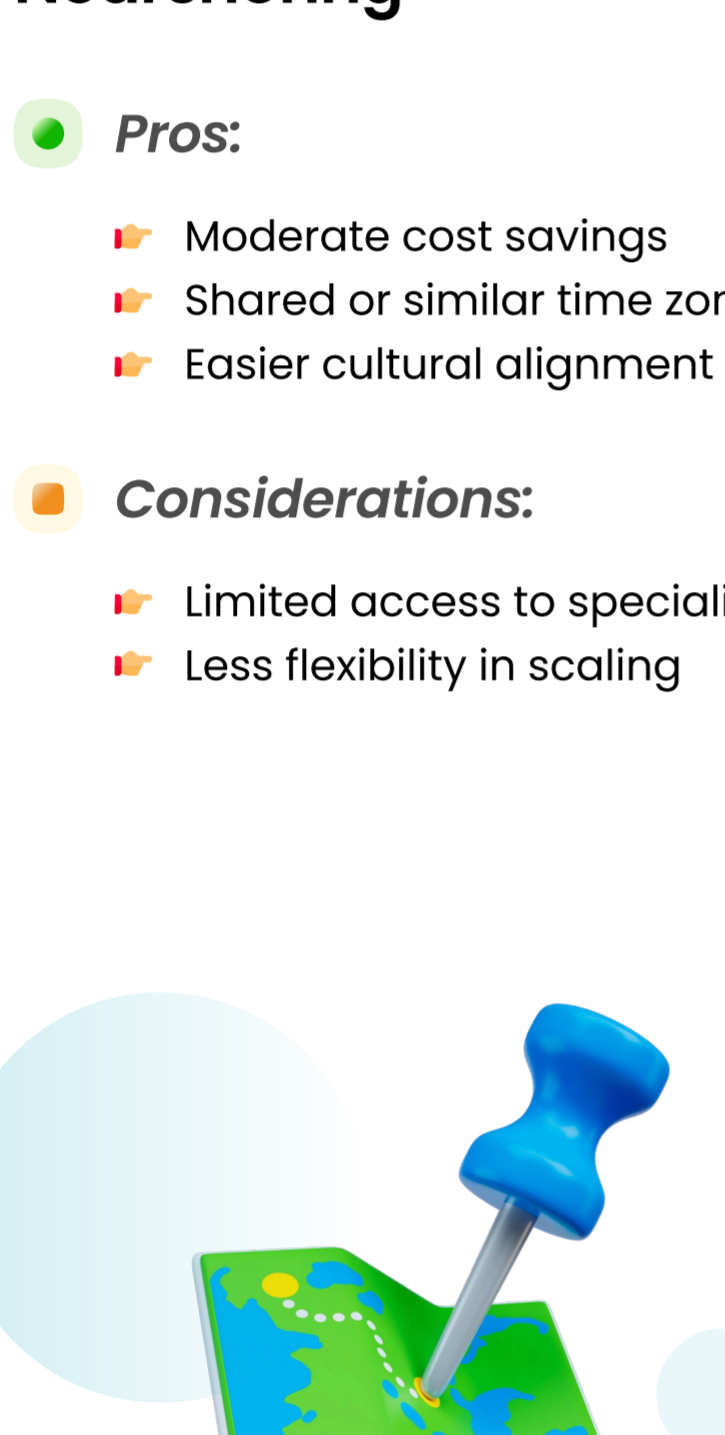 Pros:
Moderate cost savings
Shared or similar time
Easier cultural alignment
Considerations:
Limited access to
Less flexibility in scaling